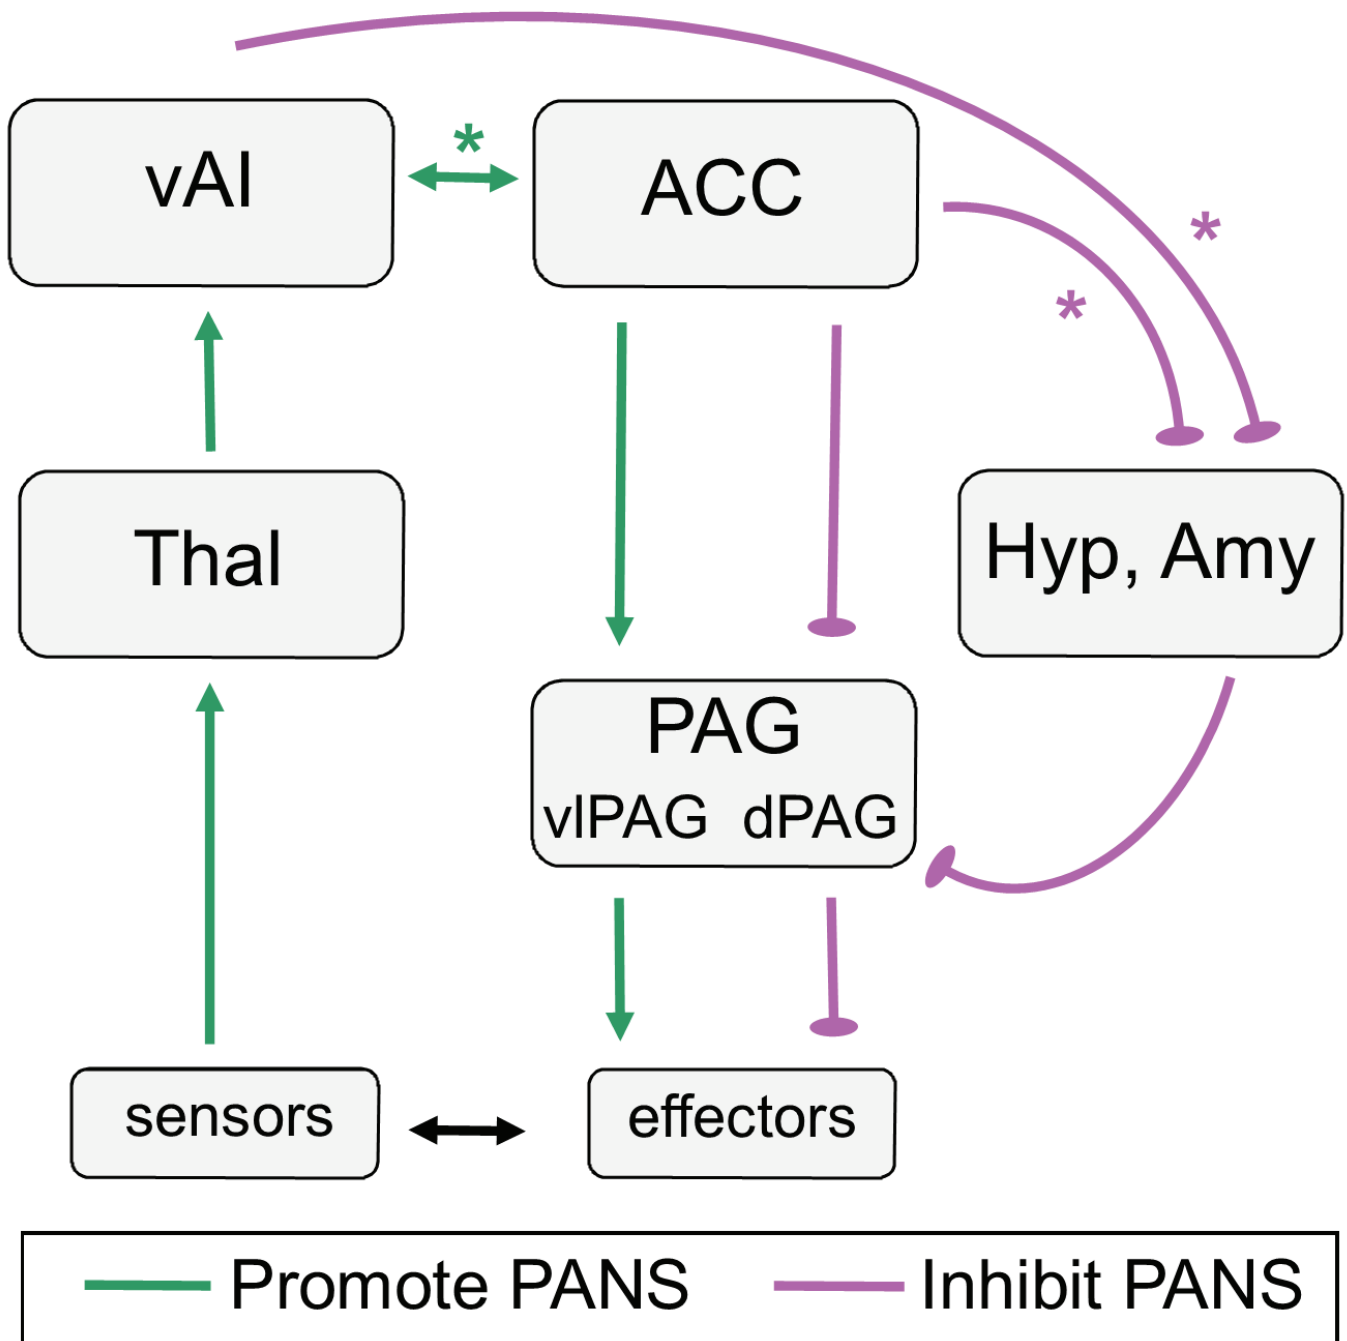 vAI
*
ACC
*
*
Thal
Hyp, Amy
PAG
vlPAG dPAG
sensors
effectors
Promote PANS
Inhibit PANS